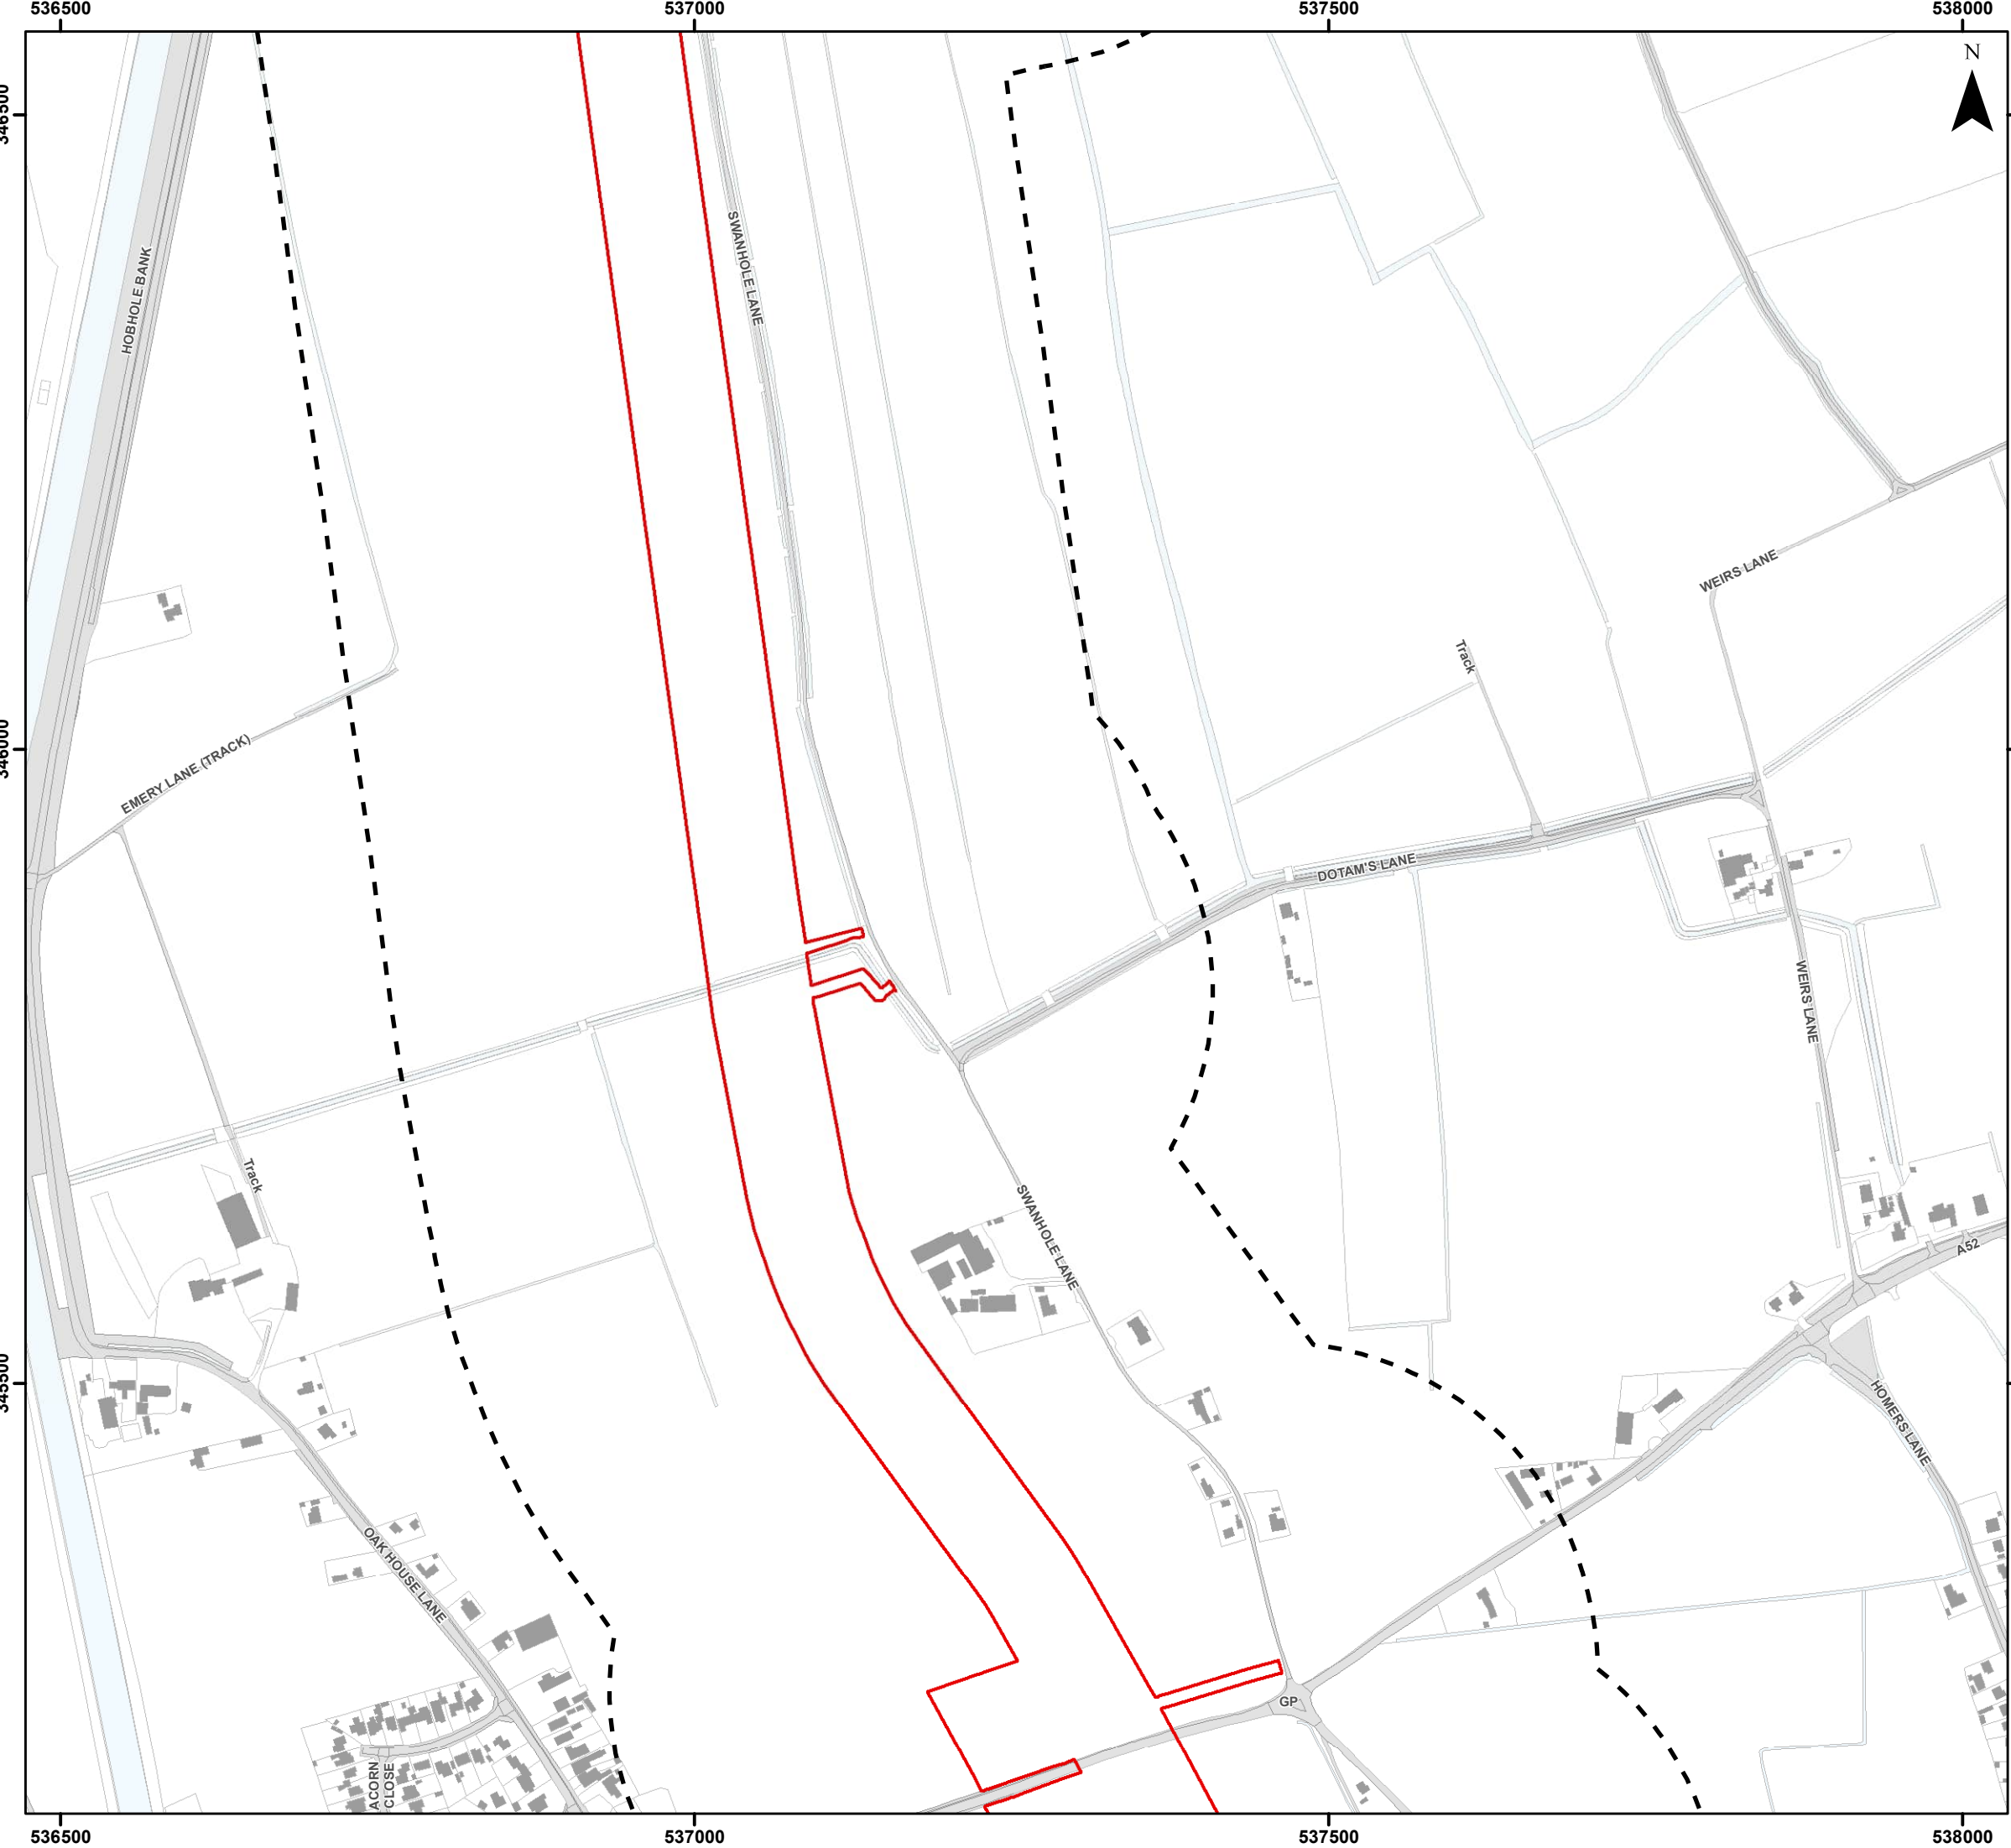 536500
537000
537500
538000
N
346500
SWANHOLE LANE
HOBHOLE BANK
WEIRS LANE
Track
346000
EMERY LANE (TRACK)
DOTAM'S LANE
WEIRS LANE
Track
SWANHOLE LANE
A52
345500
HOMERS LANE
OAK HOUSE LANE
GP
ACORN
CLOSE
536500
537000
537500
538000